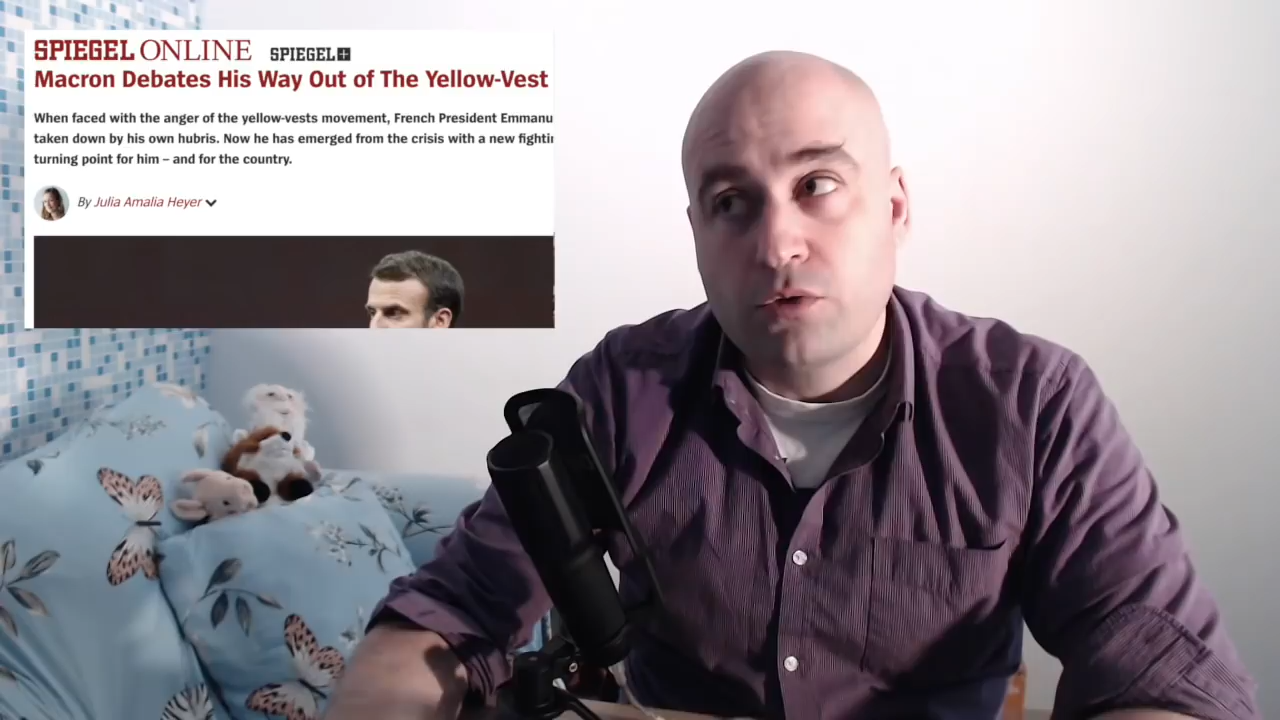 SPIEGEL ONLINE SPIEGEL+
Macron Debates His Way Out of The Yellow-Vest
When faced with the anger of the yellow-vests movement, French President Emmanu
taken down by his own hubris. Now he has emerged from the crisis with a new fightin
turning point for him – and for the country.
By Julia Amalia Heyer